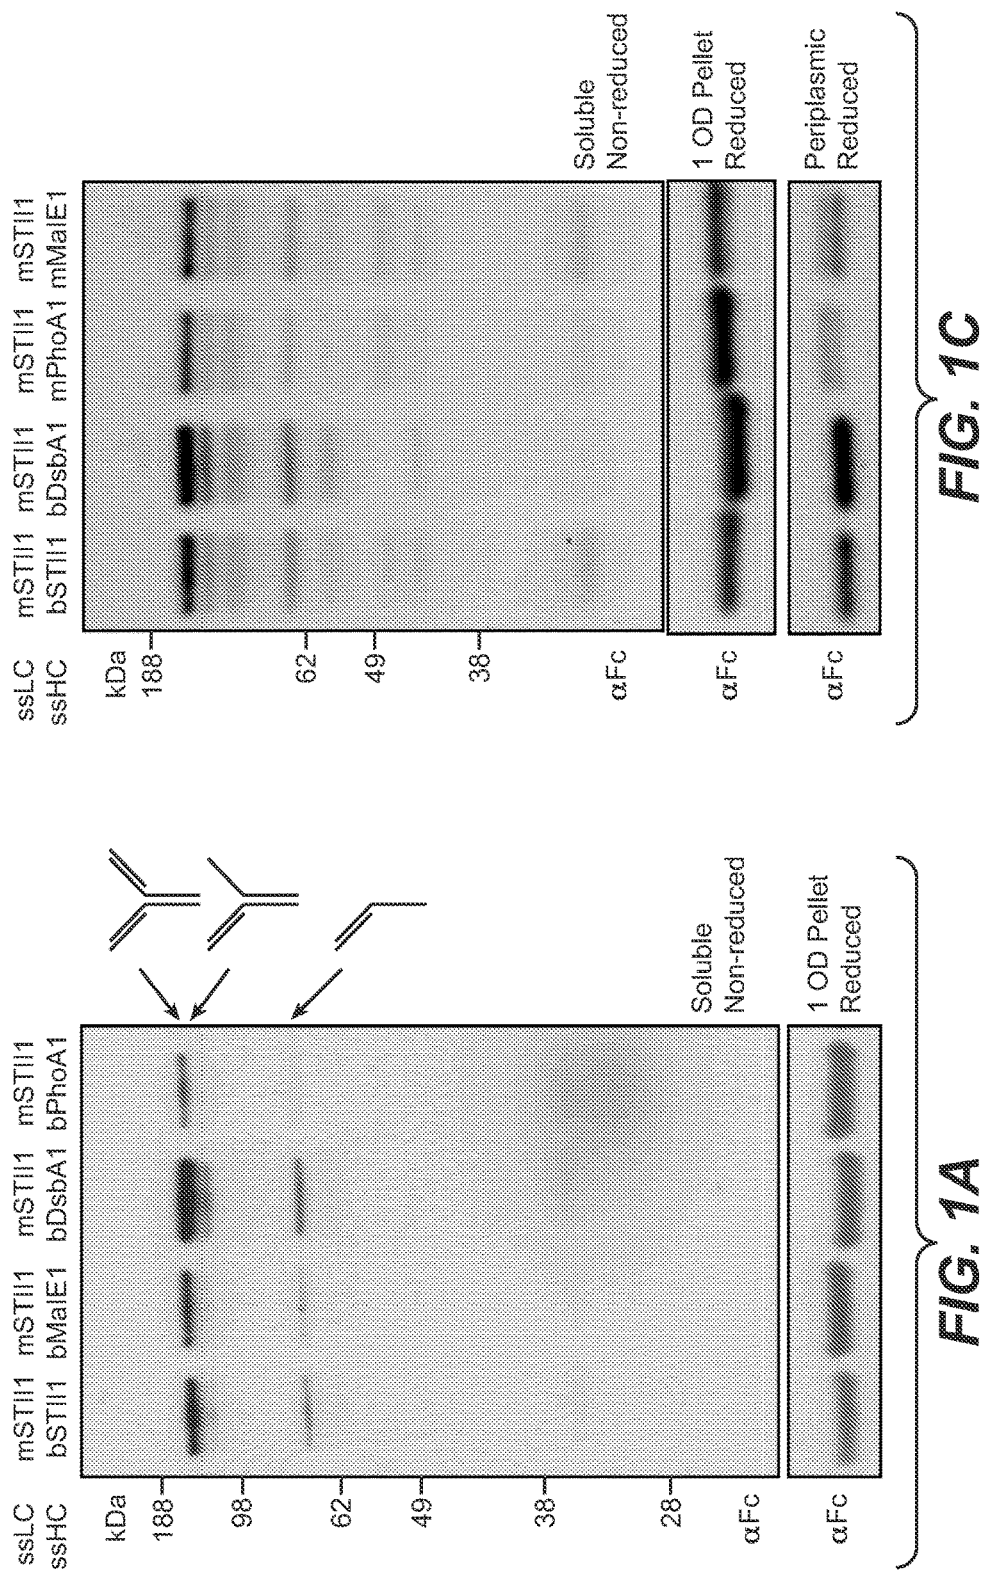 ssLC mSTII1 mSTII1 mSTII1 mSTII1
ssHC bSTII1 bMalE1 bDsbA1 bPhoA1
kDa
188
98
62
49
38
28
αFc
Soluble
Non-reduced
αFc
1 OD Pellet
Reduced
FIG. 1A
ssLC mSTII1 mSTII1 mSTII1 mSTII1
ssHC bSTII1 bDsbA1 mPhoA1 mMalE1
kDa
188
62
49
38
αFc
Soluble
Non-reduced
αFc
1 OD Pellet
Reduced
αFc
Periplasmic
Reduced
FIG. 1C